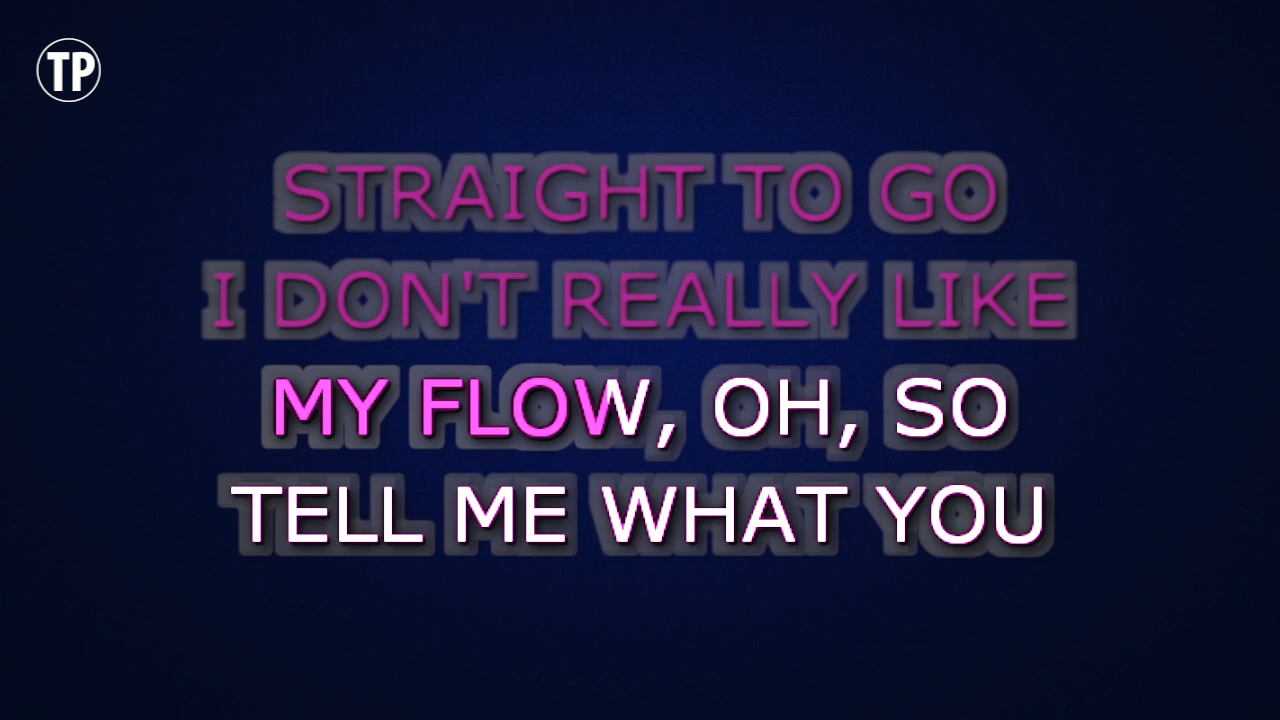 TP
STRAIGHT TO GO
I DON'T REALLY LIKE
MY FLOW, OH, SO
TELL ME WHAT YOU